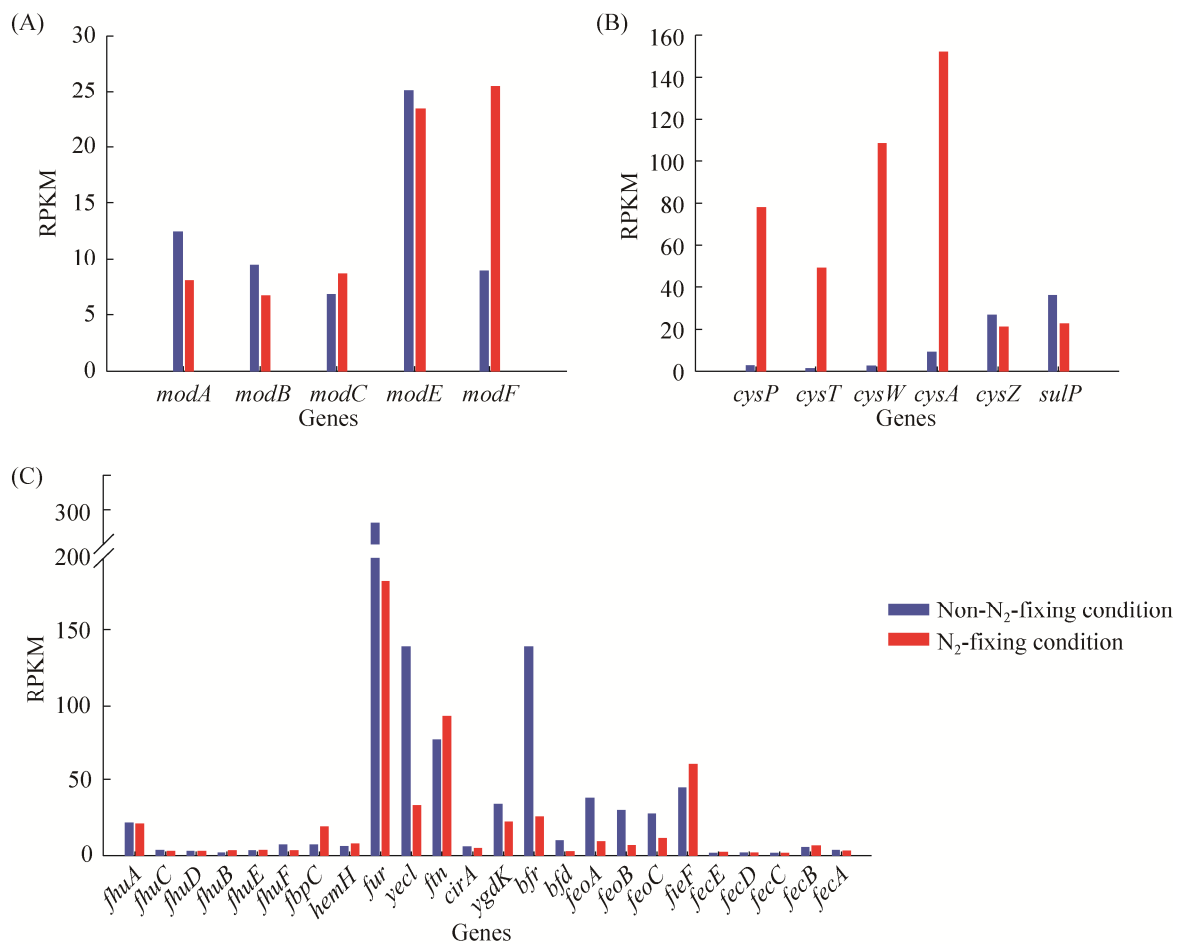 (A)
30
25
20
15
10
5
0
RPKM
modA modB modC modE modF
Genes
(B)
160
140
120
100
80
60
40
20
0
RPKM
cysP cysT cysW cysA cysZ sulP
Genes
(C)
300
200
150
100
50
0
RPKM
fhuA fhuC fhuD fhuB fhuE fhuF fbpC hemH fur yecl ftn cirA ygdK bfr bfd feoA feoB feoC fieF fecE fecD fecC fecB fecA
Genes
Non-N₂-fixing condition
N₂-fixing condition